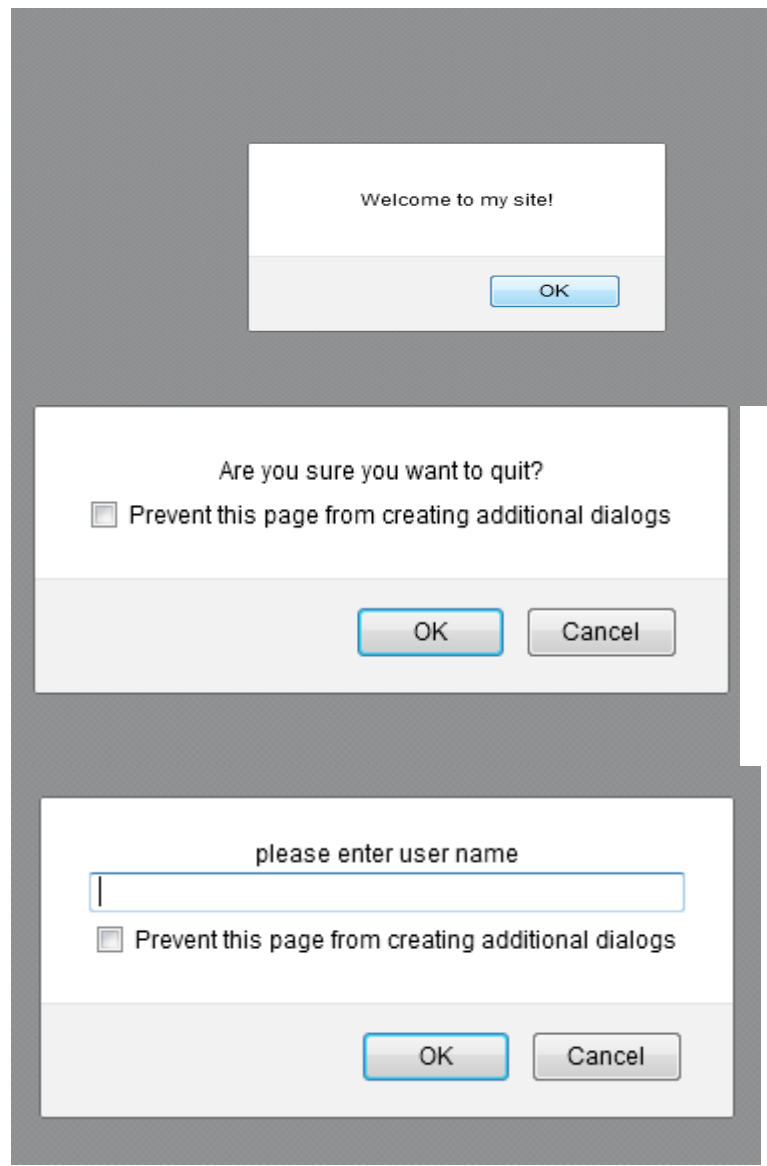 Welcome to my site!
OK
Are you sure you want to quit?
Prevent this page from creating additional dialogs
OK Cancel
please enter user name
Prevent this page from creating additional dialogs
OK Cancel